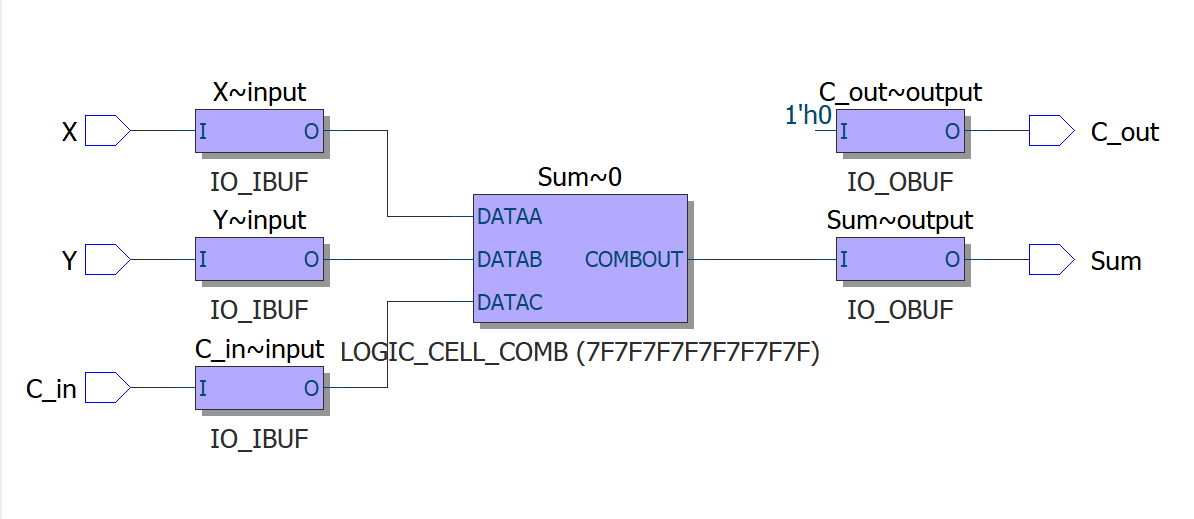 X~input
C_out~output
1'h0
X
I
O
I
O
C_out
IO_IBUF
Sum~0
IO_OBUF
Y~input
DATAA
Sum~output
Y
I
O
DATAB
COMBOUT
I
O
Sum
IO_IBUF
DATAC
IO_OBUF
C_in~input
LOGIC_CELL_COMB (7F7F7F7F7F7F7F7F)
C_in
I
O
IO_IBUF